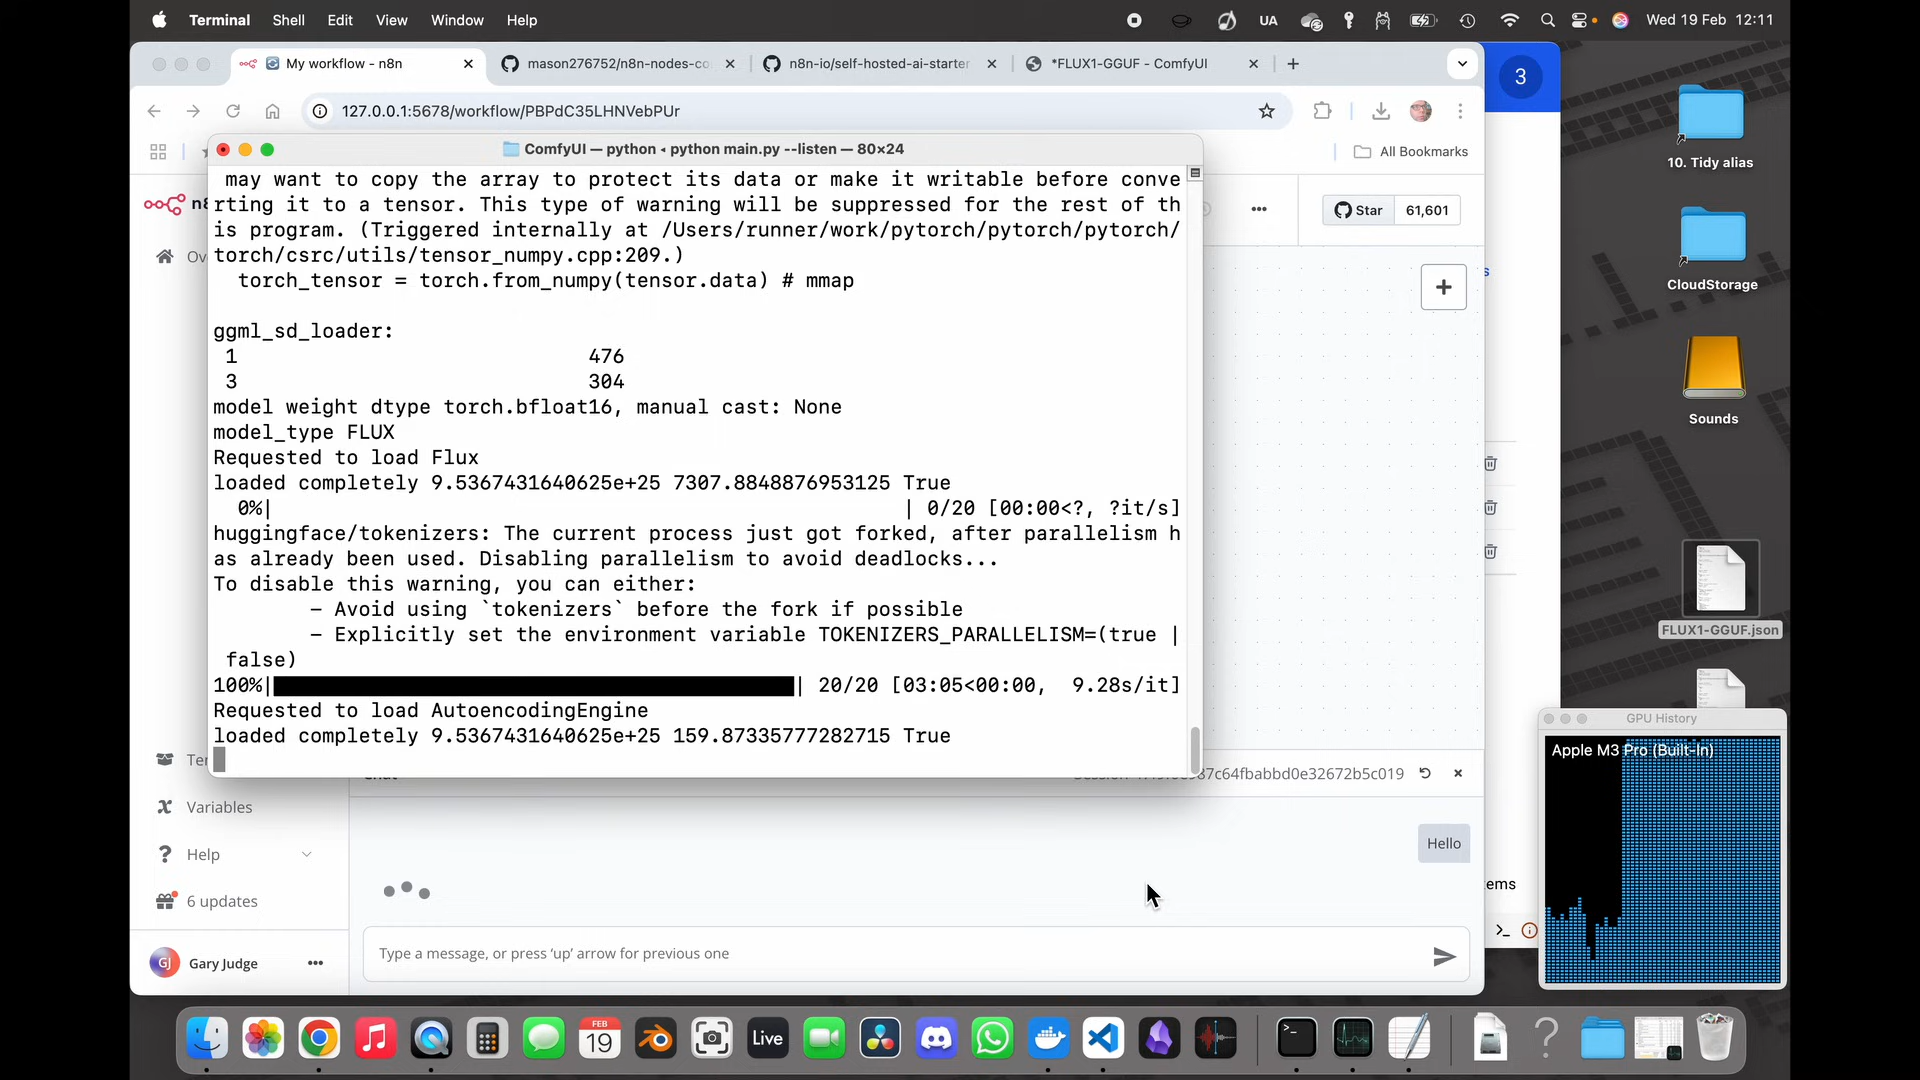 Terminal Shell Edit View Window Help
UA
Wed 19 Feb 12:11
My workflow - n8n
mason276752/n8n-nodes-co
n8n-io/self-hosted-ai-starter
*FLUX1-GGUF - ComfyUI
3
127.0.0.1:5678/workflow/PBPdC35LHNVebPUr
All Bookmarks
ComfyUI — python ◂ python main.py --listen — 80×24
n8
Star 61,601
Ov
may want to copy the array to protect its data or make it writable before conve
rting it to a tensor. This type of warning will be suppressed for the rest of th
is program. (Triggered internally at /Users/runner/work/pytorch/pytorch/pytorch/
torch/csrc/utils/tensor_numpy.cpp:209.)
torch_tensor = torch.from_numpy(tensor.data) # mmap
ggml_sd_loader:
1 476
3 304
model weight dtype torch.bfloat16, manual cast: None
model_type FLUX
Requested to load Flux
loaded completely 9.5367431640625e+25 7307.8848876953125 True
0%| | 0/20 [00:00<?, ?it/s]
huggingface/tokenizers: The current process just got forked, after parallelism h
as already been used. Disabling parallelism to avoid deadlocks...
To disable this warning, you can either:
- Avoid using `tokenizers` before the fork if possible
- Explicitly set the environment variable TOKENIZERS_PARALLELISM=(true |
false)
100%| | 20/20 [03:05<00:00, 9.28s/it]
Requested to load AutoencodingEngine
loaded completely 9.5367431640625e+25 159.87335777282715 True
10. Tidy alias
CloudStorage
Sounds
FLUX1-GGUF.json
s
GPU History
Apple M3 Pro (Built-In)
Variables
Help
6 updates
GJ Gary Judge
87c64fbabbd0e32672b5c019
Hello
ems
Type a message, or press ‘up’ arrow for previous one
FEB
19
Live